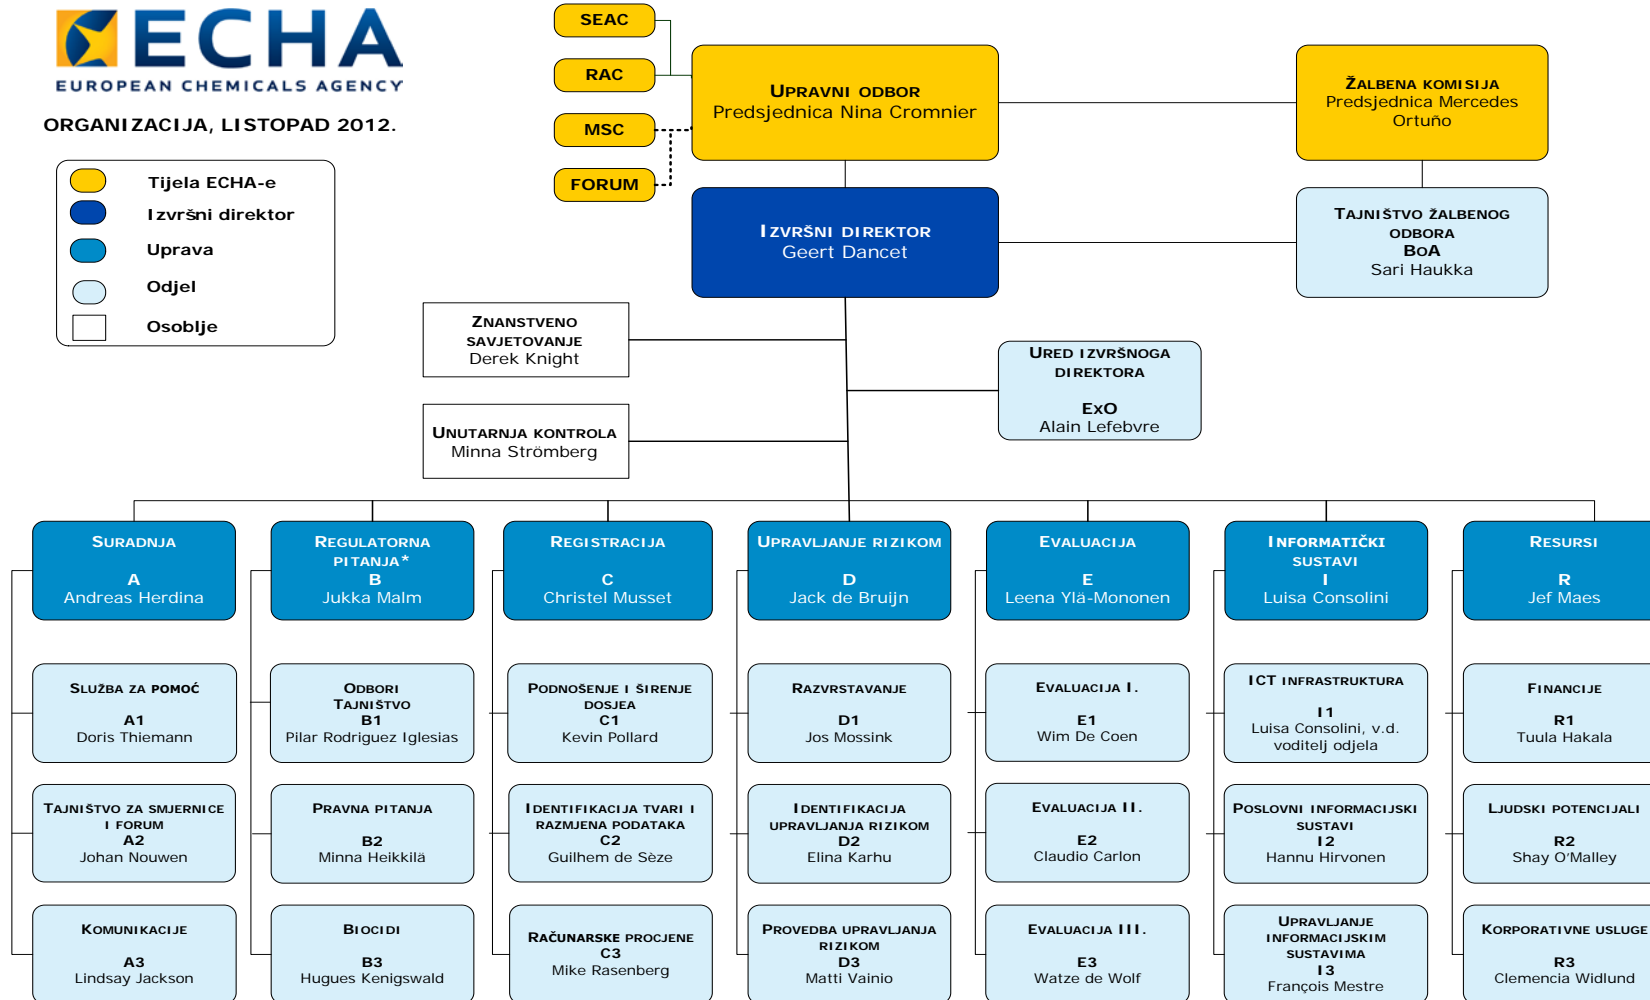 ECHA
EUROPEAN CHEMICALS AGENCY
ORGANIZACIJA, LISTOPAD 2012.
Tijela ECHA-e
Izvršni direktor
Uprava
Odjel
Osoblje
SEAC
RAC
MSC
FORUM
UPRAVNI ODBOR
Predsjednica Nina Cromnier
ŽALBENA KOMISIJA
Predsjednica Mercedes
Ortuño
IZVRŠNI DIREKTOR
Geert Dancet
TAJNIŠTVO ŽALBENOG
ODBORA
BOA
Sari Haukka
ZNANSTVENO
SAVJETOVANJE
Derek Knight
URED IZVRŠNOGA
DIREKTORA
EXO
Alain Lefebvre
UNUTARNJA KONTROLA
Minna Strömberg
SURADNJA
A
Andreas Herdina
REGULATORNA
PITANJA*
B
Jukka Malm
REGISTRACIJA
C
Christel Musset
UPRAVLJANJE RIZIKOM
D
Jack de Bruijn
EVALUACIJA
E
Leena Ylä-Mononen
INFORMATIČKI
SUSTAVI
I
Luisa Consolini
RESURSI
R
Jef Maes
SLUŽBA ZA POMOĆ
A1
Doris Thiemann
ODBORI
TAJNIŠTVO
B1
Pilar Rodriguez Iglesias
PODNOŠENJE I ŠIRENJE
DOSJEA
C1
Kevin Pollard
RAZVRSTAVANJE
D1
Jos Mossink
EVALUACIJA I.
E1
Wim De Coen
ICT INFRASTRUKTURA
I1
Luisa Consolini, v.d.
voditelj odjela
FINANCIJE
R1
Tuula Hakala
TAJNIŠTVO ZA SMJERNICE
I FORUM
A2
Johan Nouwen
PRAVNA PITANJA
B2
Minna Heikkilä
IDENTIFIKACIJA TVARI I
RAZMJENA PODATAKA
C2
Guilhem de Sèze
IDENTIFIKACIJA
UPRAVLJANJA RIZIKOM
D2
Elina Karhu
EVALUACIJA II.
E2
Claudio Carlon
POSLOVNI INFORMACIJSKI
SUSTAVI
I2
Hannu Hirvonen
LJUDSKI POTENCIJALI
R2
Shay O'Malley
KOMUNIKACIJE
A3
Lindsay Jackson
BIOCIDI
B3
Hugues Kenigswald
RAČUNARSKE PROCJENE
C3
Mike Rasenberg
PROVEDBA UPRAVLJANJA
RIZIKOM
D3
Matti Vainio
EVALUACIJA III.
E3
Watze de Wolf
UPRAVLJANJE
INFORMACIJSKIM
SUSTAVIMA
I3
François Mestre
KORPORATIVNE USLUGE
R3
Clemencia Widlund